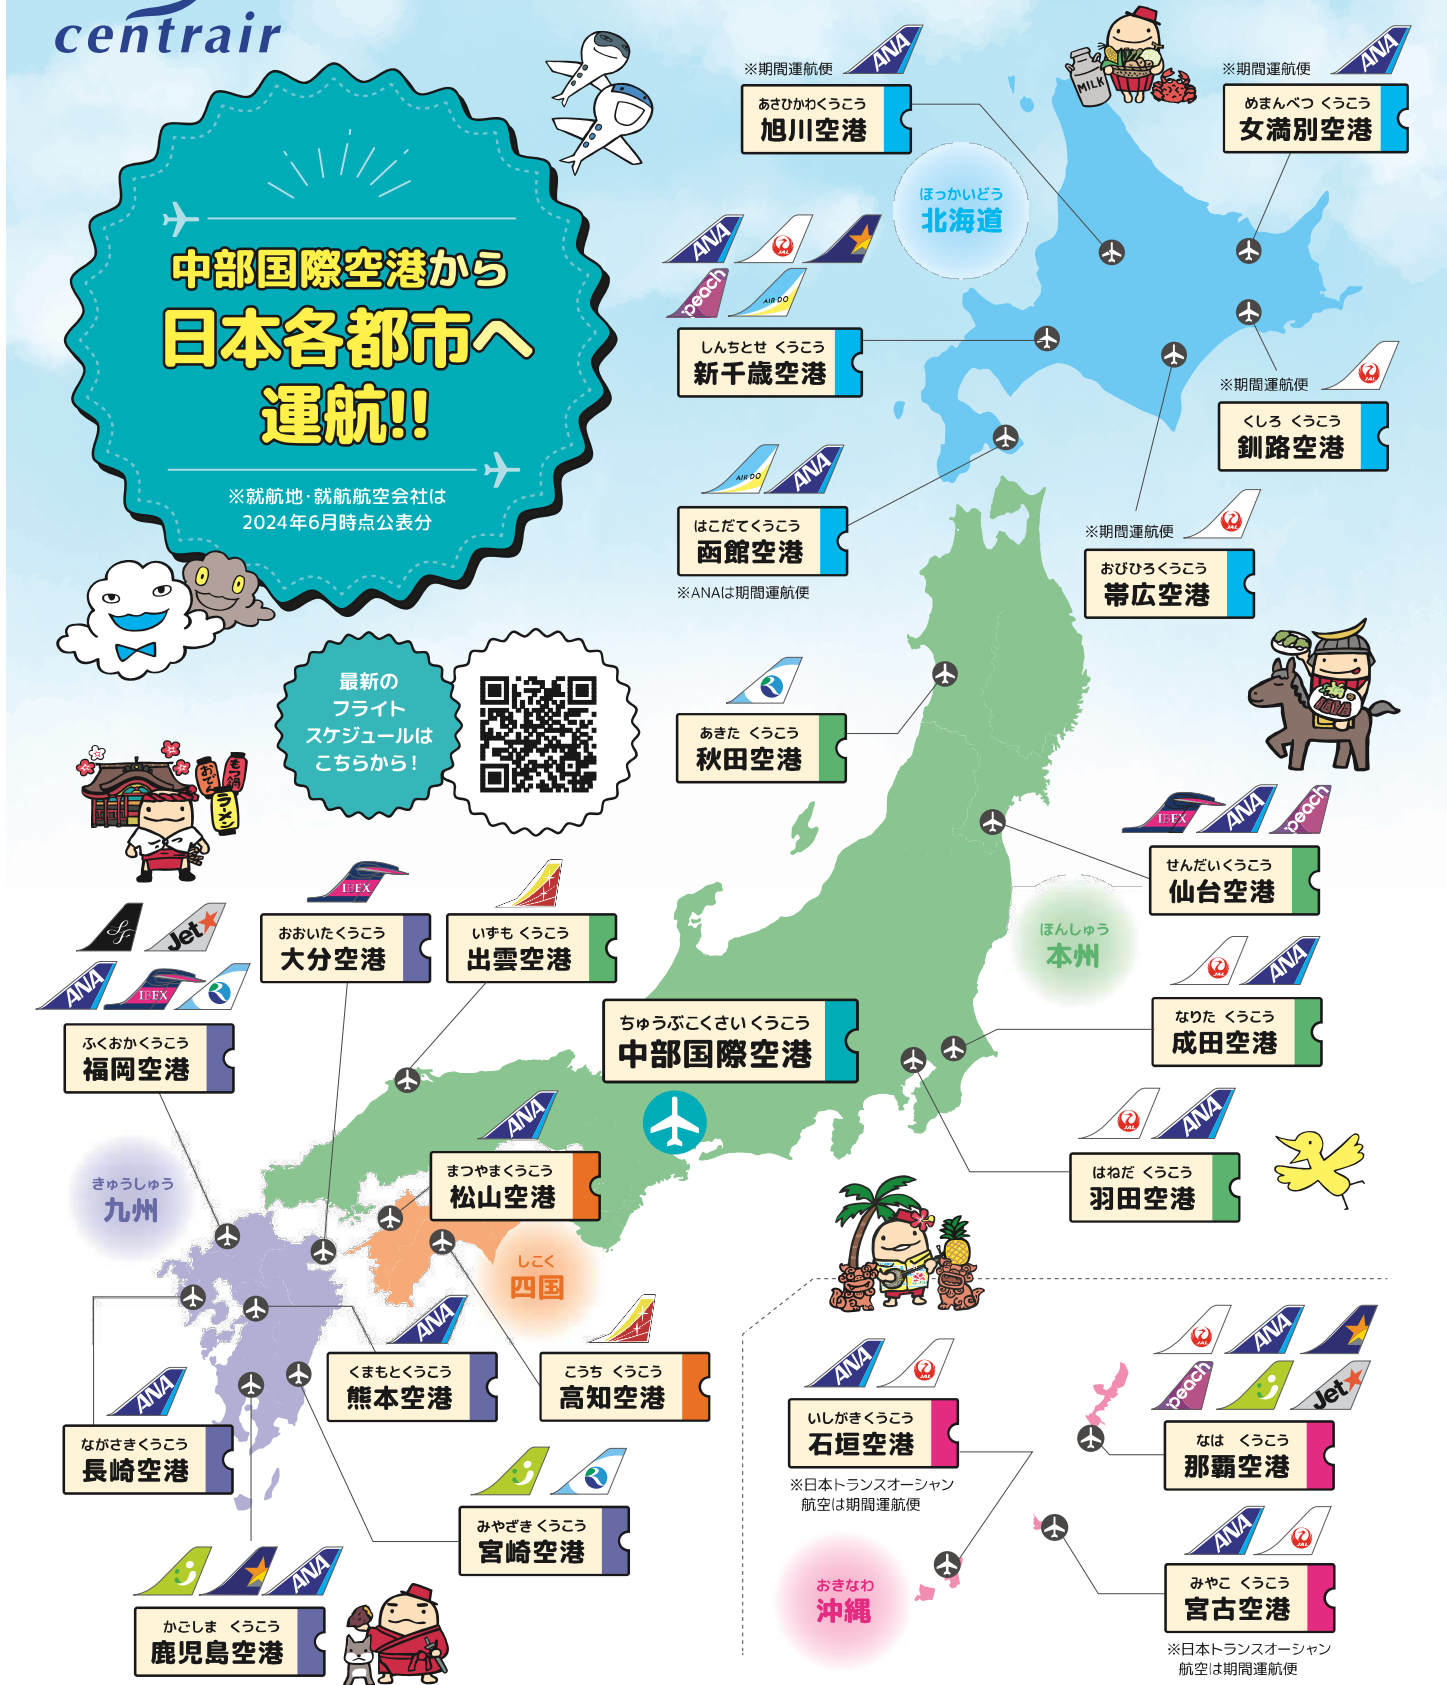 centrair
中部国際空港から
日本各都市へ
運航!!
※就航地・就航航空会社は
2024年6月時点公表分
最新の
フライト
スケジュールは
こちらから！
※期間運航便
ANA
あさひかわくうこう
旭川空港
MILK
※期間運航便
ANA
めまんべつ くうこう
女満別空港
ほっかいどう
北海道
ANA
JAL
peach
AIR DO
しんちとせ くうこう
新千歳空港
※期間運航便
JAL
くしろ くうこう
釧路空港
AIR DO
ANA
はこだてくうこう
函館空港
※ANAは期間運航便
※期間運航便
JAL
おびひろくうこう
帯広空港
あきた くうこう
秋田空港
IBEX
ANA
peach
せんだいくうこう
仙台空港
ほんしゅう
本州
JAL
ANA
なりた くうこう
成田空港
JAL
ANA
はねだ くうこう
羽田空港
おでん
もつ鍋
ラーメン
IBEX
おおいたくうこう
大分空港
いずも くうこう
出雲空港
Jet
ANA
IBEX
ふくおかくうこう
福岡空港
ちゅうぶこくさい くうこう
中部国際空港
ANA
まつやまくうこう
松山空港
きゅうしゅう
九州
しこく
四国
ANA
くまもとくうこう
熊本空港
こうち くうこう
高知空港
ANA
ながさきくうこう
長崎空港
みやざき くうこう
宮崎空港
ANA
かごしま くうこう
鹿児島空港
ANA
JAL
いしがきくうこう
石垣空港
※日本トランスオーシャン
航空は期間運航便
JAL
ANA
peach
Jet
なは くうこう
那覇空港
おきなわ
沖縄
ANA
JAL
みやこ くうこう
宮古空港
※日本トランスオーシャン
航空は期間運航便